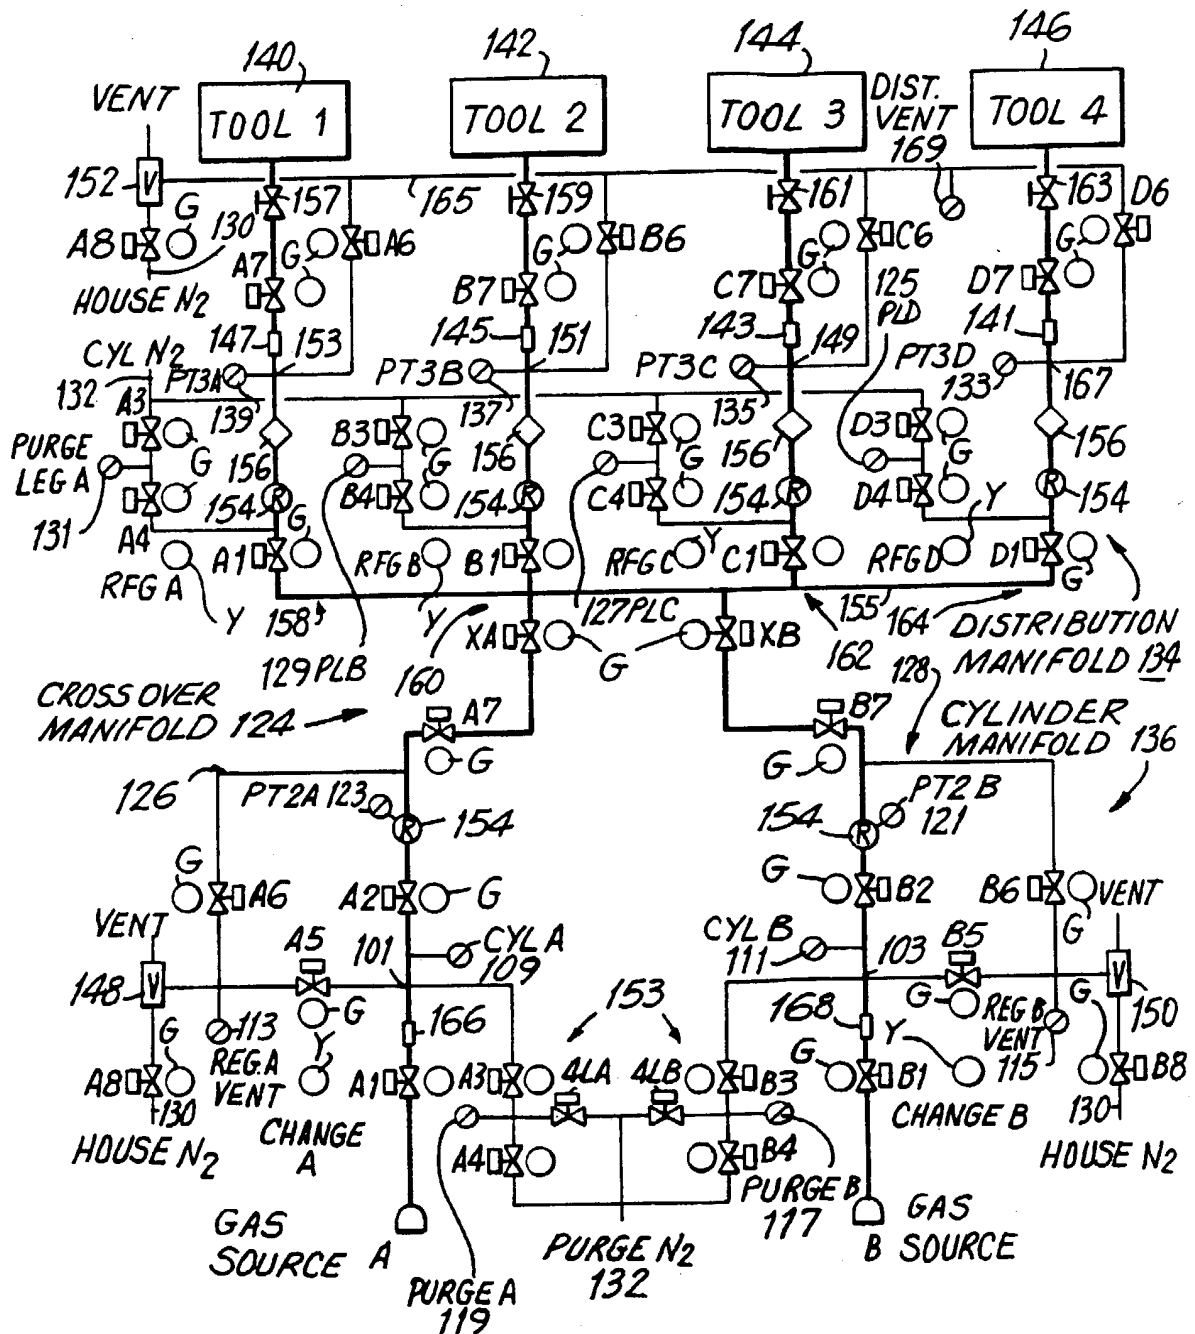 140 142 144 146
VENT TOOL 1 TOOL 2 TOOL 3 DIST. VENT 169 TOOL 4
152 V 157 165 159 161 163 D6
A8 G 130 G A6 G B6 G C6 G
HOUSE N2 A7 B7 C7 125 PLD D7
147 153 145 151 143 149 141
CYL N2 132 PT3A PT3B PT3C PT3D 133 167
A3 139 137 135
PURGE LEG A G 156 B3 G 156 C3 G 156 D3 G 156
131 A4 154 R B4 154 R C4 154 R D4 Y R 154
G
RFG A A1 RFG B B1 RFG C Y C1 RFG D D1 G
Y 158 Y 127 PLC 155 164 DISTRIBUTION
129 PLB 160 XA G XB 162 MANIFOLD 134
128
CROSS OVER
MANIFOLD 124 A7 B7 CYLINDER
MANIFOLD 136
G G
126 PT2A 123 PT2B
121
R 154 154 R
G A6 A2 G G B2 B6 G VENT
VENT A5 101 CYL A
109 CYL B
111 103 B5
148 V 113 G 166 153 168 G G V 150
REG.A
VENT Y REG B
VENT
115
G A8 A1 A3 4LA 4LB B3 G Y B1 B8
130 130
HOUSE N2 CHANGE
A A4 B4 CHANGE B HOUSE N2
PURGE B
117
GAS
SOURCE A PURGE N2
132 B GAS
SOURCE
PURGE A
119